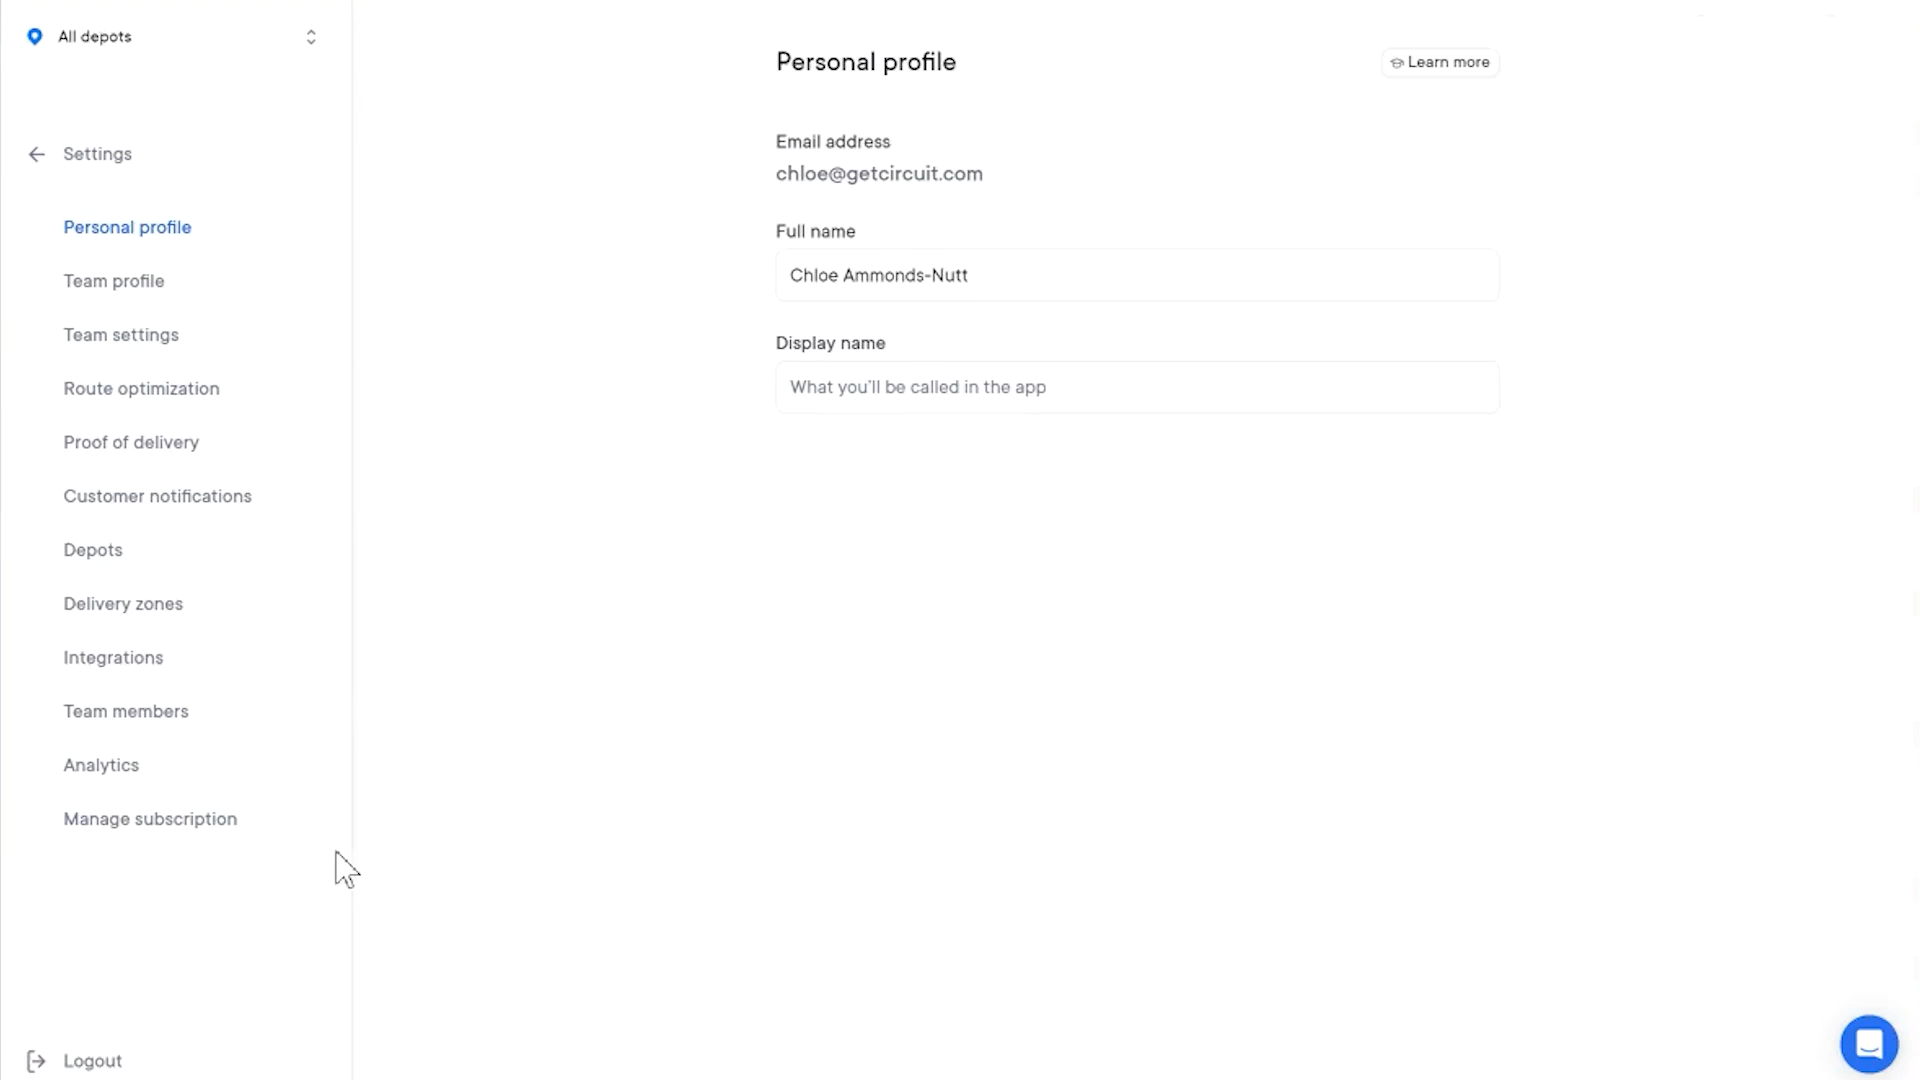 All depots
Settings
Personal profile
Team profile
Team settings
Route optimization
Proof of delivery
Customer notifications
Depots
Delivery zones
Integrations
Team members
Analytics
Manage subscription
Logout
Personal profile
Learn more
Email address
chloe@getcircuit.com
Full name
Chloe Ammonds-Nutt
Display name
What you'll be called in the app